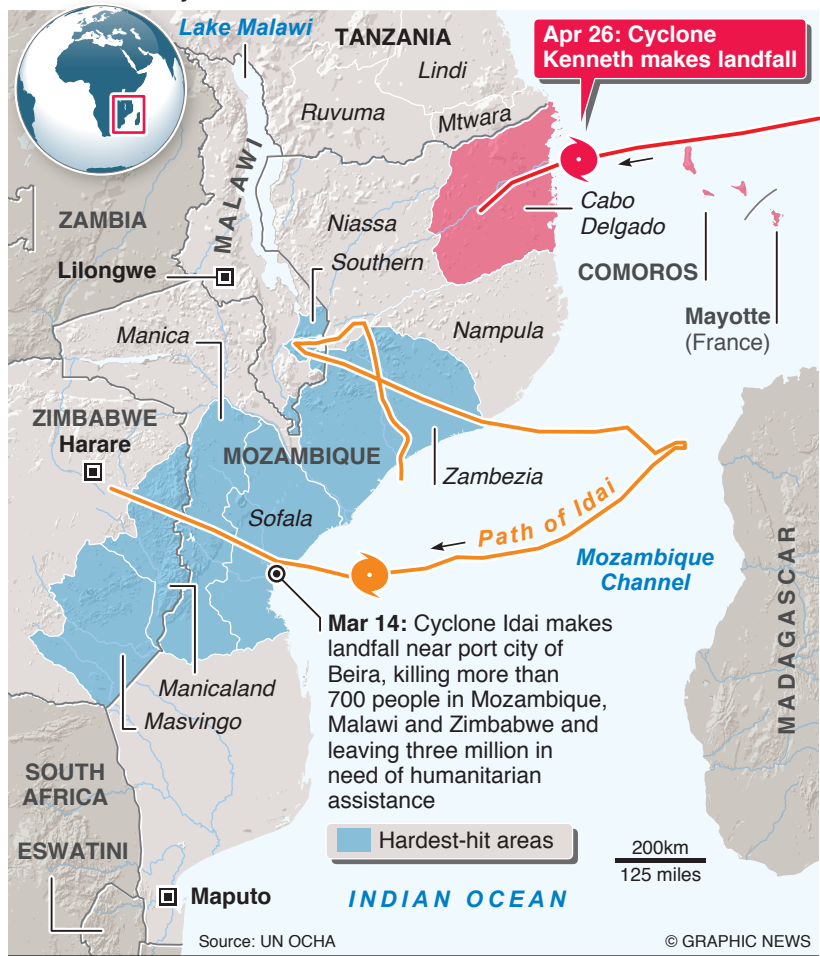 Lake Malawi
TANZANIA
Lindi
Apr 26: Cyclone
Kenneth makes landfall
Ruvuma
Mtwara
MALAWI
ZAMBIA
Niassa
Cabo
Delgado
Lilongwe
Southern
COMOROS
Manica
Nampula
Mayotte
(France)
ZIMBABWE
Harare
MOZAMBIQUE
Zambezia
Sofala
Path of Idai
Mozambique
Channel
MADAGASCAR
Mar 14: Cyclone Idai makes
landfall near port city of
Beira, killing more than
700 people in Mozambique,
Malawi and Zimbabwe and
leaving three million in
need of humanitarian
assistance
Manicaland
Masvingo
SOUTH
AFRICA
Hardest-hit areas
ESWATINI
200km
125 miles
Maputo
INDIAN OCEAN
Source: UN OCHA
© GRAPHIC NEWS